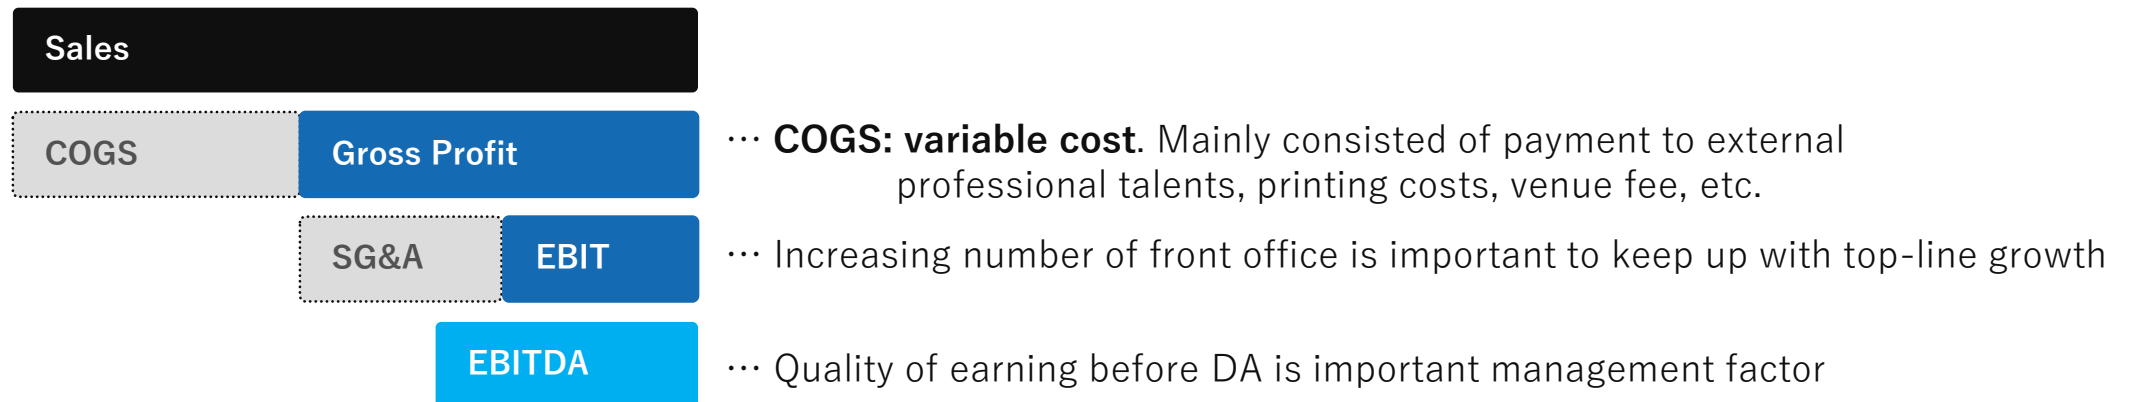 Sales
COGS
Gross Profit
… COGS: variable cost. Mainly consisted of payment to external
professional talents, printing costs, venue fee, etc.
SG&A
EBIT
… Increasing number of front office is important to keep up with top-line growth
EBITDA
… Quality of earning before DA is important management factor